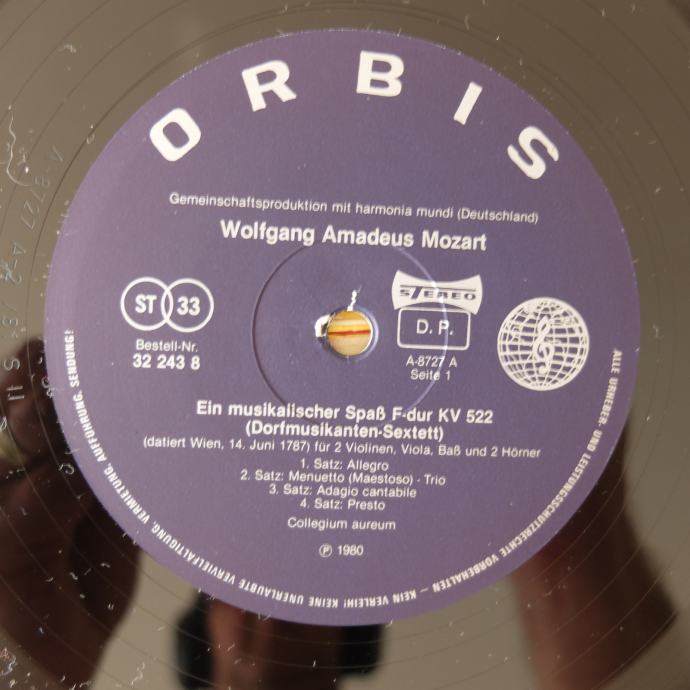 ORBIS
Gemeinschaftsproduktion mit harmonia mundi (Deutschland)
Wolfgang Amadeus Mozart
ST 33
Bestell-Nr.
32 243 8
STEREO
D. P.
A-8727 A
Seite 1
Ein musikalischer Spaß F-dur KV 522
(Dorfmusikanten-Sextett)
(datiert Wien, 14. Juni 1787) für 2 Violinen, Viola, Baß und 2 Hörner
1. Satz: Allegro
2. Satz: Menuetto (Maestoso) - Trio
3. Satz: Adagio cantabile
4. Satz: Presto
Collegium aureum
℗ 1980
ALLE URHEBER- UND LEISTUNGSSCHUTZRECHTE VORBEHALTEN – KEIN VERLEIH! KEINE UNERLAUBTE VERVIELFÄLTIGUNG, VERMIETUNG, AUFFÜHRUNG, SENDUNG!
A-8727 A-2